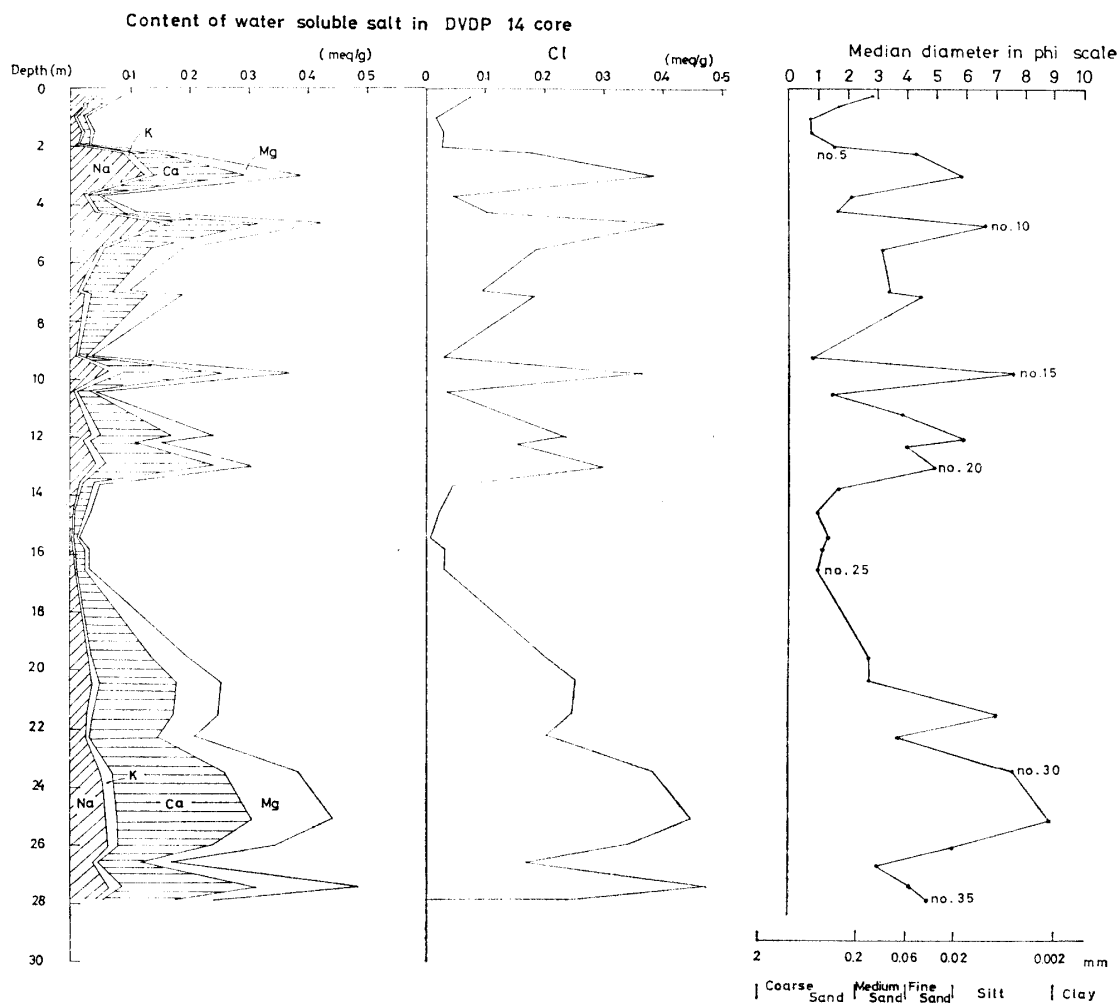 Content of water soluble salt in DVDP 14 core
(meq/g) Cl (meq/g) Median diameter in phi scale
Depth (m) 0.1 0.2 0.3 0.4 0.5 0 0.1 0.2 0.3 0.4 0.5 0 1 2 3 4 5 6 7 8 9 10
0
2
K
Mg
no.5
Na
Ca
4
no.10
6
8
10
no.15
12
no.20
14
16
no.25
18
20
22
24
K
no.30
Na
Ca
Mg
26
28
no.35
30
2 0.2 0.06 0.02 0.002 mm
Coarse Sand Medium Sand Fine Sand Silt Clay